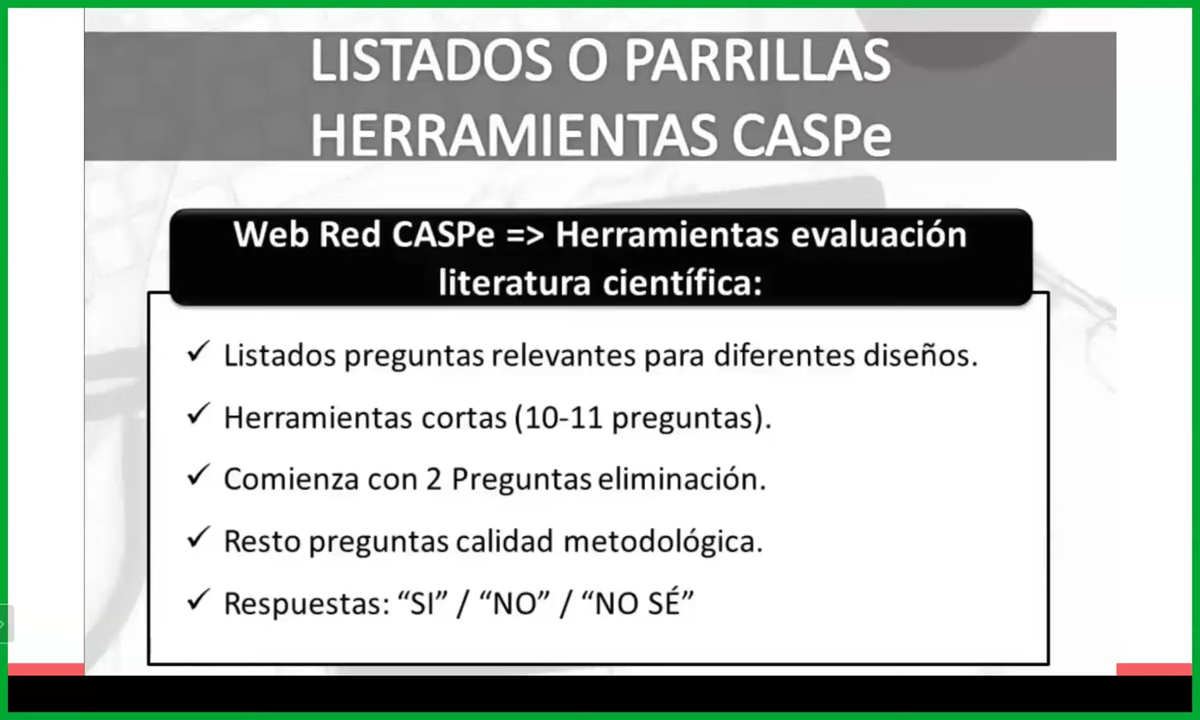 LISTADOS O PARRILLAS
HERRAMIENTAS CASPe
Web Red CASPe => Herramientas evaluación
literatura científica:
✓ Listados preguntas relevantes para diferentes diseños.
✓ Herramientas cortas (10-11 preguntas).
✓ Comienza con 2 Preguntas eliminación.
✓ Resto preguntas calidad metodológica.
✓ Respuestas: “SI” / “NO” / “NO SÉ”